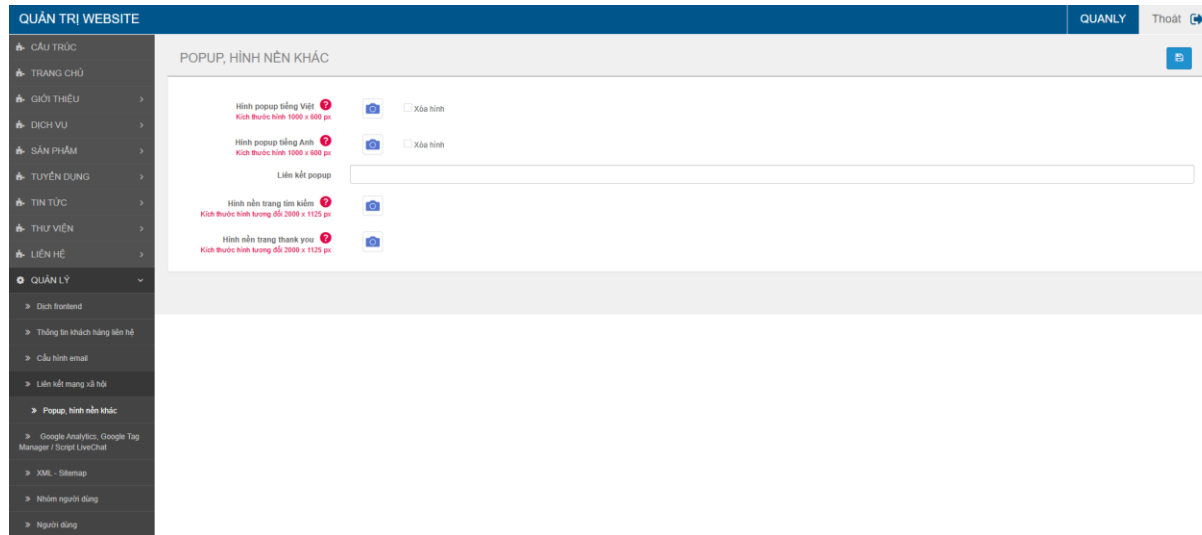 QUẢN TRỊ WEBSITE
QUANLY
Thoát
CẤU TRÚC
TRANG CHỦ
GIỚI THIỆU
DỊCH VỤ
SẢN PHẨM
TUYỂN DỤNG
TIN TỨC
THƯ VIỆN
LIÊN HỆ
QUẢN LÝ
Dịch frontend
Thông tin khách hàng liên hệ
Cấu hình email
Liên kết mạng xã hội
Popup, hình nền khác
Google Analytics, Google Tag
Manager / Script LiveChat
XML - Sitemap
Nhóm người dùng
Người dùng
POPUP, HÌNH NỀN KHÁC
Hình popup tiếng Việt ?
Kích thước hình 1000 x 600 px
Xóa hình
Hình popup tiếng Anh ?
Kích thước hình 1000 x 600 px
Xóa hình
Liên kết popup
Hình nền trang tìm kiếm ?
Kích thước hình tương đối 2000 x 1125 px
Hình nền trang thank you ?
Kích thước hình tương đối 2000 x 1125 px